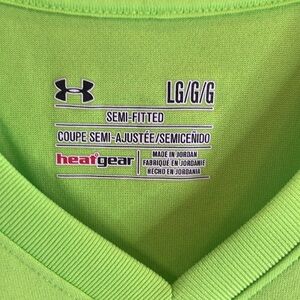 LG/G/G
SEMI-FITTED
COUPE SEMI-AJUSTÉE/SEMICEÑIDO
heatgear
MADE IN JORDAN
FABRIQUÉ EN JORDANIE
HECHO EN JORDANIA